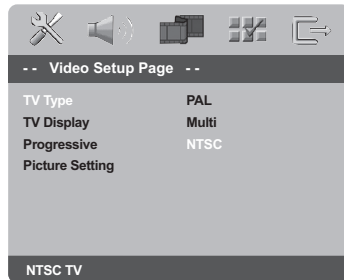 - - Video Setup Page - -
TV Type PAL
TV Display Multi
Progressive NTSC
Picture Setting
NTSC TV